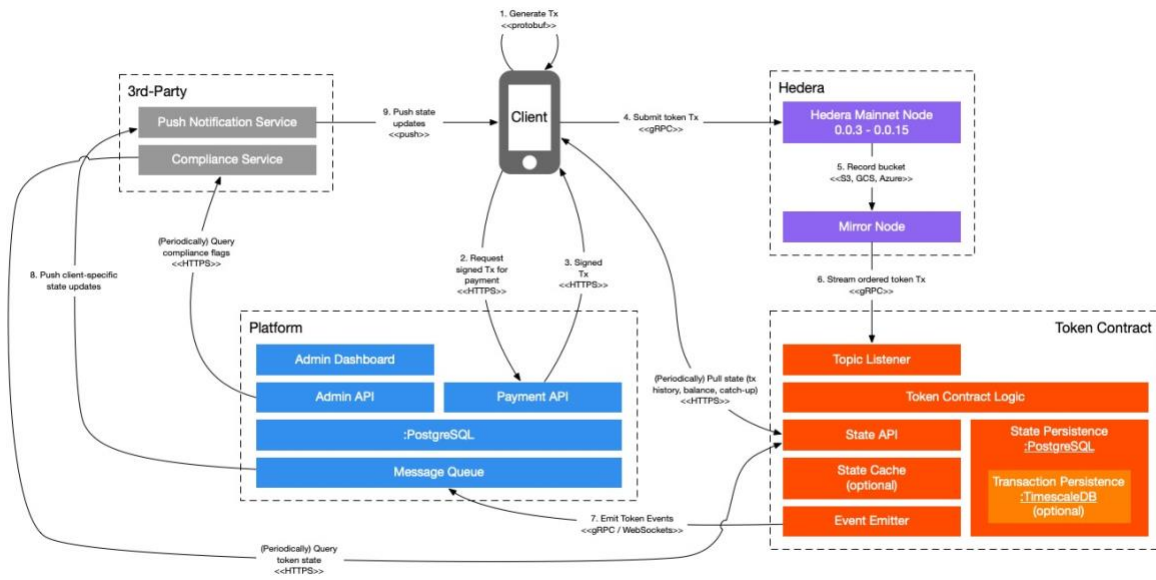 1. Generate Tx
<<protobuf>>
3rd-Party
Push Notification Service
Compliance Service
9. Push state
updates
<<push>>
Client
4. Submit token Tx
<<gRPC>>
Hedera
Hedera Mainnet Node
0.0.3 - 0.0.15
5. Record bucket
<<S3, GCS, Azure>>
Mirror Node
(Periodically) Query
compliance flags
<<HTTPS>>
8. Push client-specific
state updates
2. Request
signed Tx for
payment
<<HTTPS>>
3. Signed
Tx
<<HTTPS>>
6. Stream ordered token Tx
<<gRPC>>
Platform
Admin Dashboard
Admin API
Payment API
:PostgreSQL
Message Queue
(Periodically) Pull state (tx
history, balance, catch-up)
<<HTTPS>>
Token Contract
Topic Listener
Token Contract Logic
State API
State Cache
(optional)
Event Emitter
State Persistence
:PostgreSQL
Transaction Persistence
:TimescaleDB
(optional)
7. Emit Token Events
<<gRPC / WebSockets>>
(Periodically) Query
token state
<<HTTPS>>